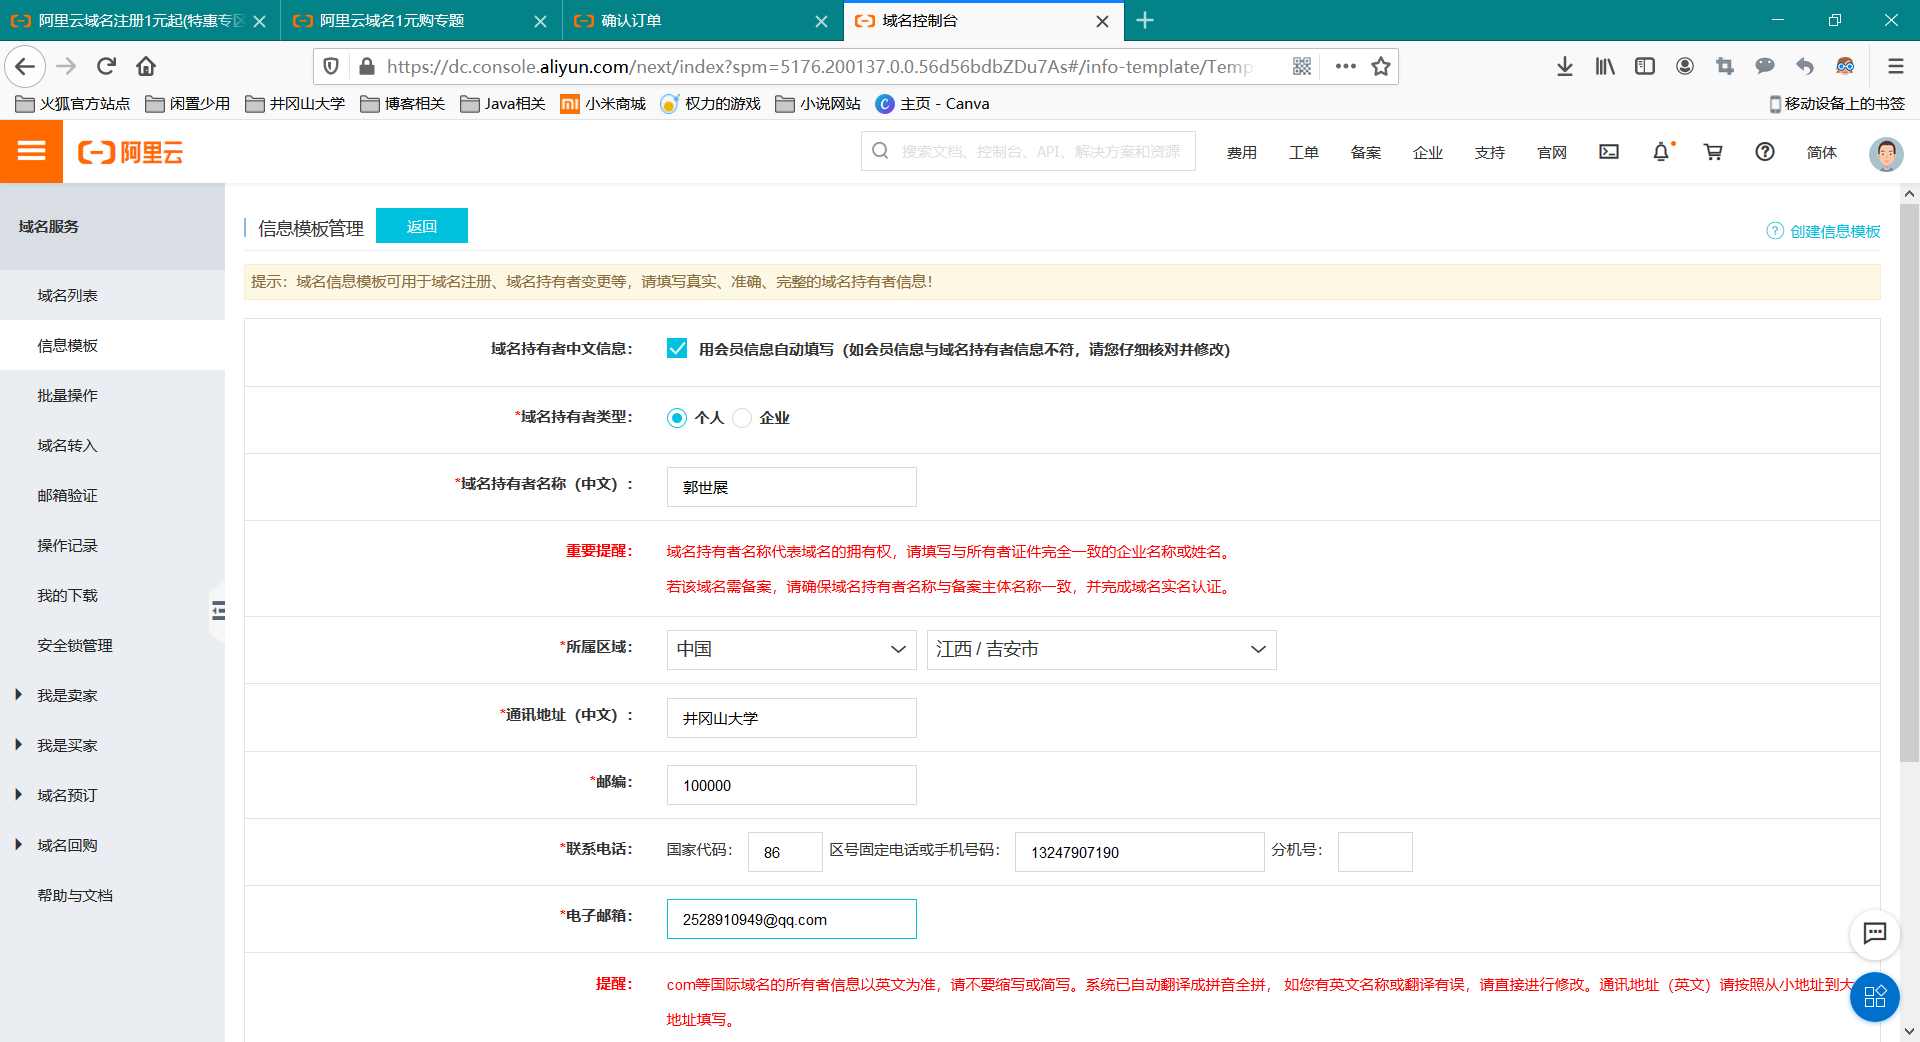 阿里云域名注册1元起(特惠专区
阿里云域名1元购专题
确认订单
域名控制台
https://dc.console.aliyun.com/next/index?spm=5176.200137.0.0.56d56bdbZDu7As#/info-template/Temp
火狐官方站点
闲置少用
井冈山大学
博客相关
Java相关
小米商城
权力的游戏
小说网站
主页 - Canva
移动设备上的书签
阿里云
搜索文档、控制台、API、解决方案和资源
费用
工单
备案
企业
支持
官网
简体
域名服务
域名列表
信息模板
批量操作
域名转入
邮箱验证
操作记录
我的下载
安全锁管理
我是卖家
我是买家
域名预订
域名回购
帮助与文档
信息模板管理
返回
创建信息模板
提示：域名信息模板可用于域名注册、域名持有者变更等，请填写真实、准确、完整的域名持有者信息！
域名持有者中文信息： 用会员信息自动填写（如会员信息与域名持有者信息不符，请您仔细核对并修改）
*域名持有者类型： 个人 企业
*域名持有者名称（中文）： 郭世展
重要提醒： 域名持有者名称代表域名的拥有权，请填写与所有者证件完全一致的企业名称或姓名。
若该域名需备案，请确保域名持有者名称与备案主体名称一致，并完成域名实名认证。
*所属区域： 中国 江西 / 吉安市
*通讯地址（中文）： 井冈山大学
*邮编： 100000
*联系电话： 国家代码： 86 区号固定电话或手机号码： 13247907190 分机号：
*电子邮箱： 2528910949@qq.com
提醒： com等国际域名的所有者信息以英文为准，请不要缩写或简写。系统已自动翻译成拼音全拼， 如您有英文名称或翻译有误，请直接进行修改。通讯地址（英文）请按照从小地址到大
地址填写。